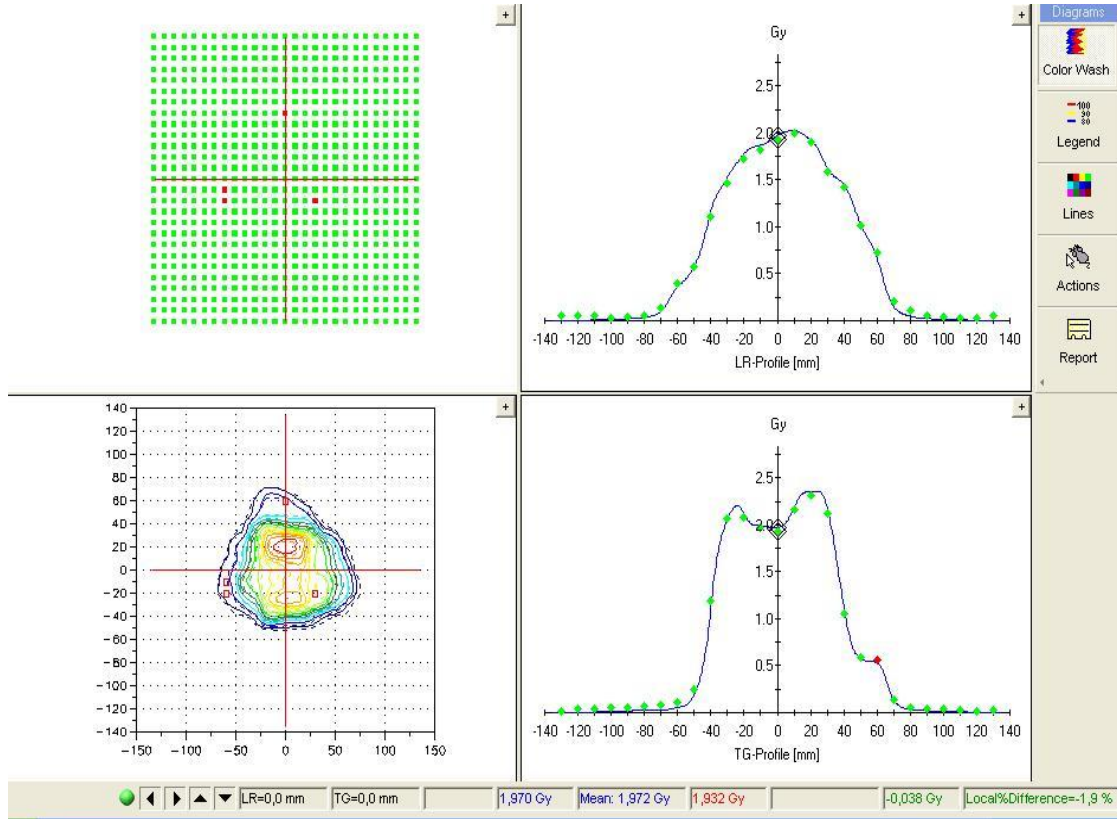 +
Gy
2.5
2.0
1.5
1.0
0.5
-140 -120 -100 -80 -60 -40 -20 0 20 40 60 80 100 120 140
LR-Profile [mm]
+
Diagrams
Color Wash
100
90
80
Legend
Lines
Actions
Report
140
120
100
80
60
40
20
0
-20
-40
-60
-80
-100
-120
-140
-150 -100 -50 0 50 100 150
+
Gy
2.5
2.0
1.5
1.0
0.5
-140 -120 -100 -80 -60 -40 -20 0 20 40 60 80 100 120 140
TG-Profile [mm]
+
LR=0,0 mm TG=0,0 mm 1,970 Gy Mean: 1,972 Gy 1,932 Gy -0,038 Gy Local%Difference=-1,9 %